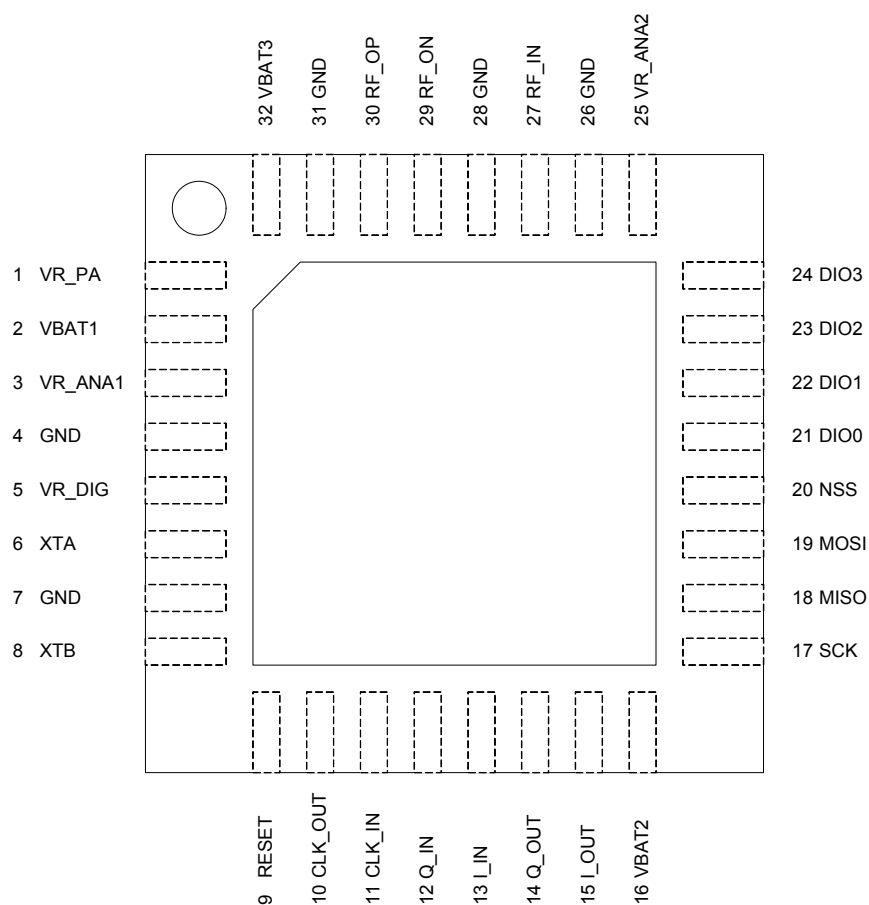 32 VBAT3
31 GND
30 RF_OP
29 RF_ON
28 GND
27 RF_IN
26 GND
25 VR_ANA2
1 VR_PA
2 VBAT1
3 VR_ANA1
4 GND
5 VR_DIG
6 XTA
7 GND
8 XTB
24 DIO3
23 DIO2
22 DIO1
21 DIO0
20 NSS
19 MOSI
18 MISO
17 SCK
9 RESET
10 CLK_OUT
11 CLK_IN
12 Q_IN
13 I_IN
14 Q_OUT
15 I_OUT
16 VBAT2